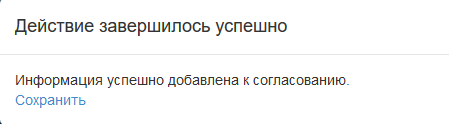 Действие завершилось успешно
Информация успешно добавлена к согласованию.
Сохранить